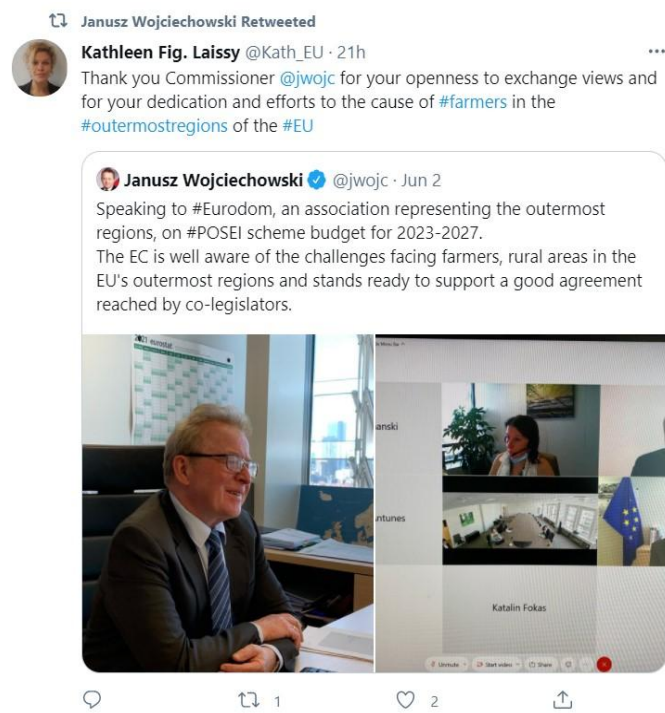 Janusz Wojciechowski Retweeted
Kathleen Fig. Laissy @Kath_EU · 21h
Thank you Commissioner @jwojc for your openness to exchange views and
for your dedication and efforts to the cause of #farmers in the
#outermostregions of the #EU
Janusz Wojciechowski @jwojc · Jun 2
Speaking to #Eurodom, an association representing the outermost
regions, on #POSEI scheme budget for 2023-2027.
The EC is well aware of the challenges facing farmers, rural areas in the
EU's outermost regions and stands ready to support a good agreement
reached by co-legislators.
2021 eurostat
anski
ntunes
Katalin Fokas
Unmute
Start video
Share
1
2